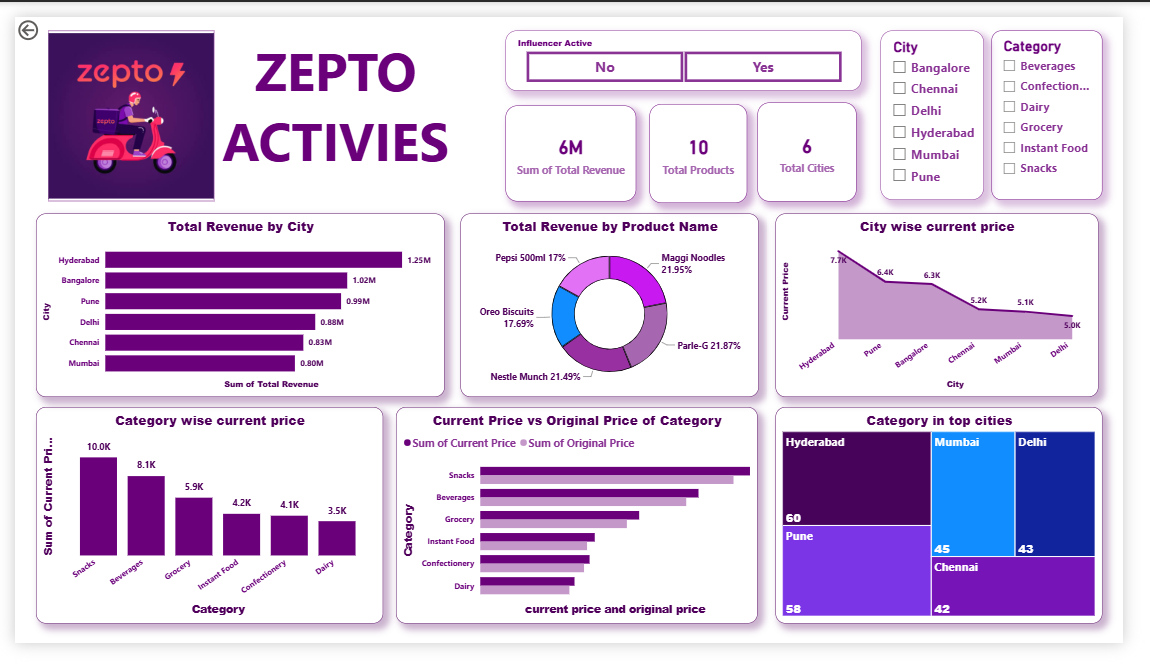 zepto
zepto
ZEPTO
ACTIVIES
Influencer Active
No
Yes
6M
Sum of Total Revenue
10
Total Products
6
Total Cities
City
Bangalore
Chennai
Delhi
Hyderabad
Mumbai
Pune
Category
Beverages
Confection...
Dairy
Grocery
Instant Food
Snacks
Total Revenue by City
City
Hyderabad 1.25M
Bangalore 1.02M
Pune 0.99M
Delhi 0.88M
Chennai 0.83M
Mumbai 0.80M
Sum of Total Revenue
Total Revenue by Product Name
Pepsi 500ml 17%
Maggi Noodles
21.95%
Oreo Biscuits
17.69%
Parle-G 21.87%
Nestle Munch 21.49%
City wise current price
Current Price
7.7K
6.4K
6.3K
5.2K
5.1K
5.0K
Hyderabad
Pune
Bangalore
Chennai
Mumbai
Delhi
City
Category wise current price
Sum of Current Pri...
10.0K
8.1K
5.9K
4.2K
4.1K
3.5K
Snacks
Beverages
Grocery
Instant Food
Confectionery
Dairy
Category
Current Price vs Original Price of Category
Sum of Current Price
Sum of Original Price
Category
Snacks
Beverages
Grocery
Instant Food
Confectionery
Dairy
current price and original price
Category in top cities
Hyderabad
60
Pune
58
Mumbai
45
Delhi
43
Chennai
42